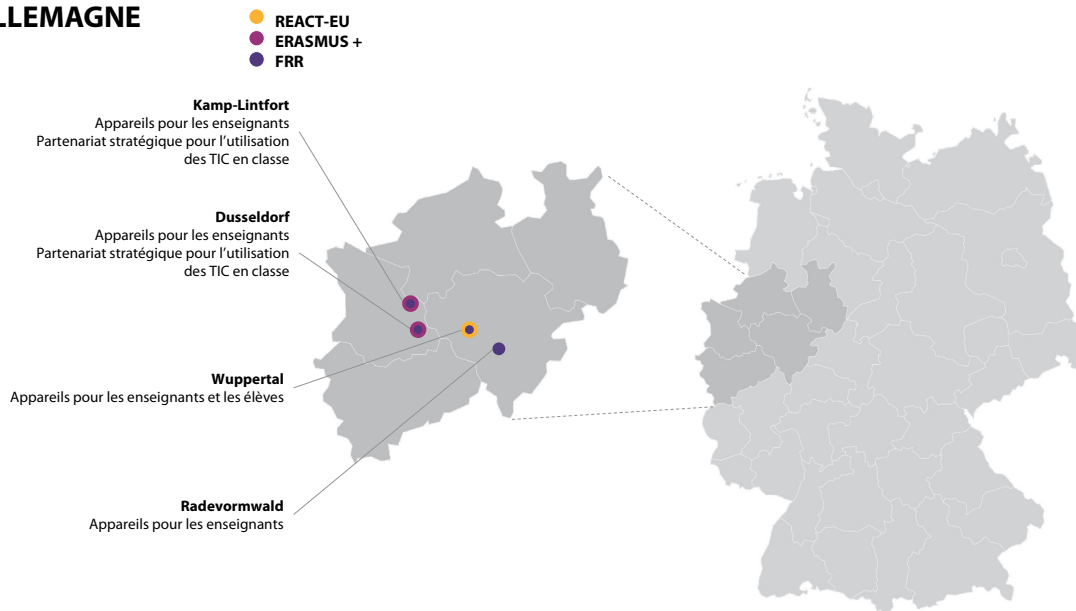 LLEMAGNE
REACT-EU
ERASMUS +
FRR
Kamp-Lintfort
Appareils pour les enseignants
Partenariat stratégique pour l'utilisation
des TIC en classe
Dusseldorf
Appareils pour les enseignants
Partenariat stratégique pour l'utilisation
des TIC en classe
Wuppertal
Appareils pour les enseignants et les élèves
Radevormwald
Appareils pour les enseignants